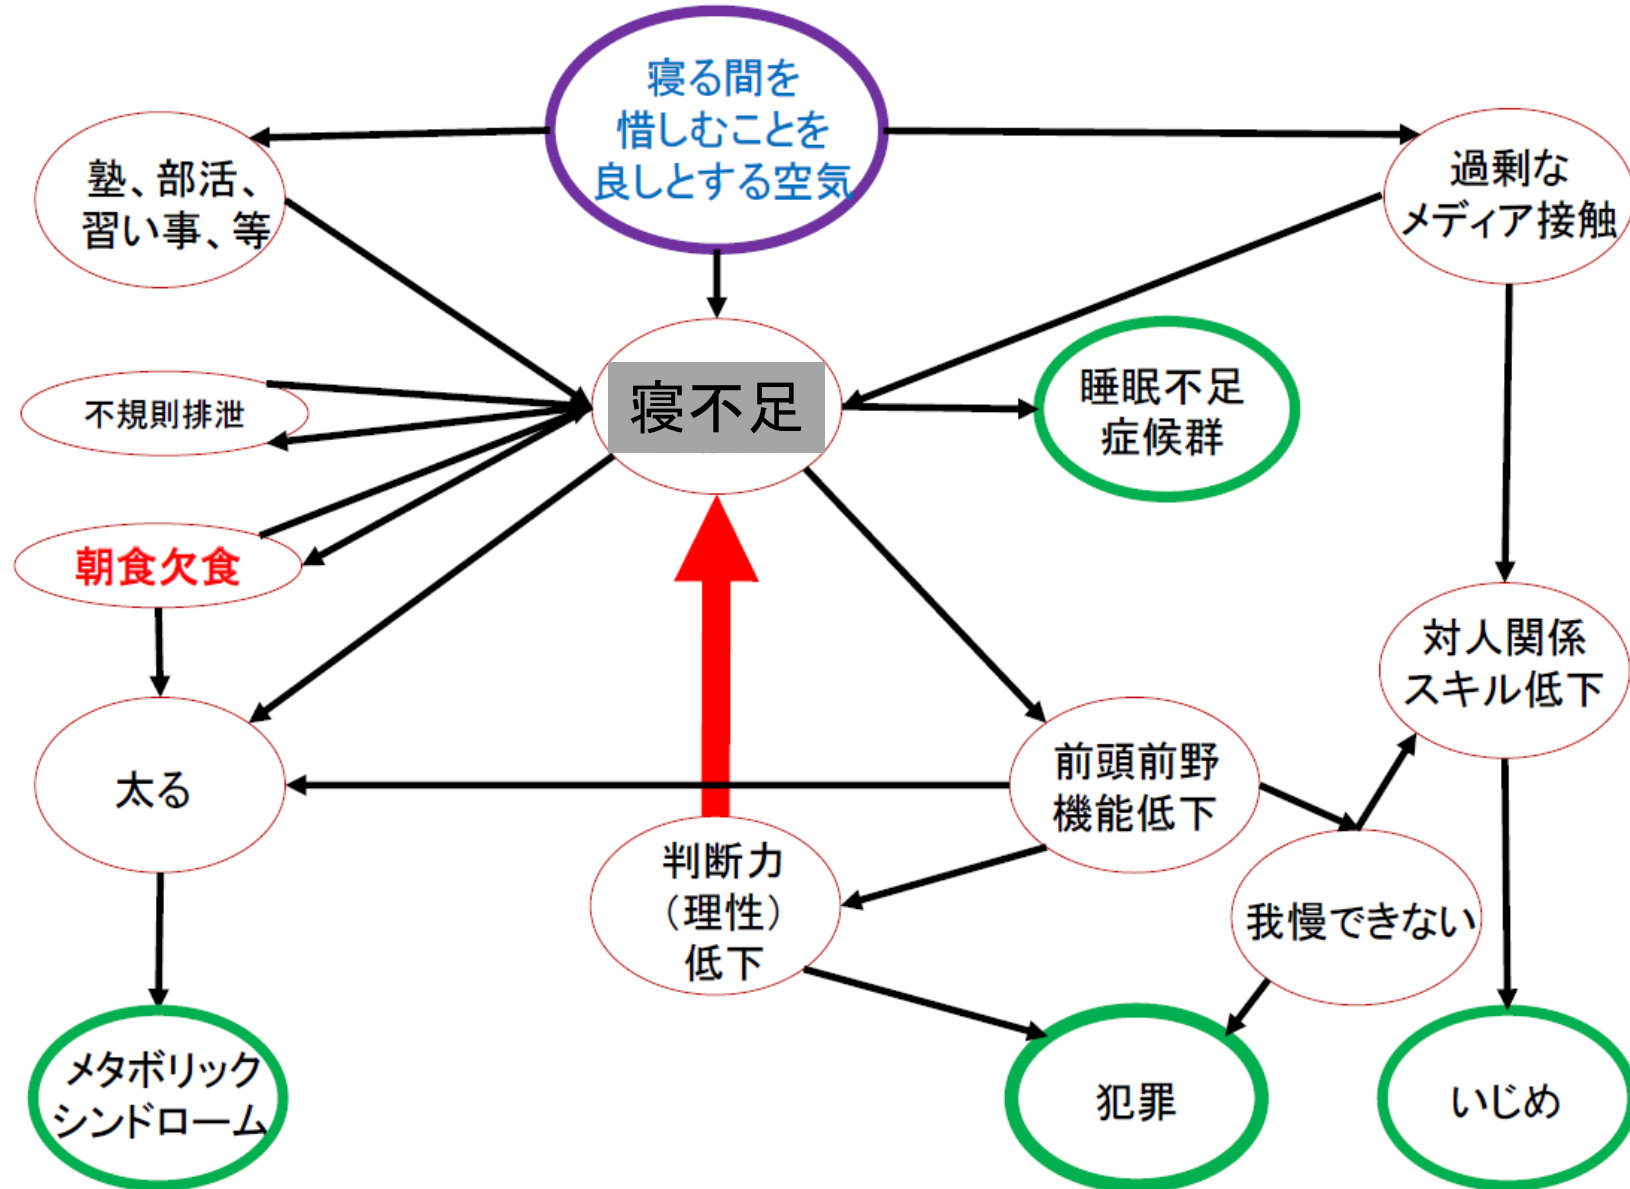 寝る間を
惜しむことを
良しとする空気
塾、部活、
習い事、等
過剰な
メディア接触
寝不足
睡眠不足
症候群
不規則排泄
朝食欠食
対人関係
スキル低下
太る
前頭前野
機能低下
判断力
（理性）
低下
我慢できない
メタボリック
シンドローム
犯罪
いじめ